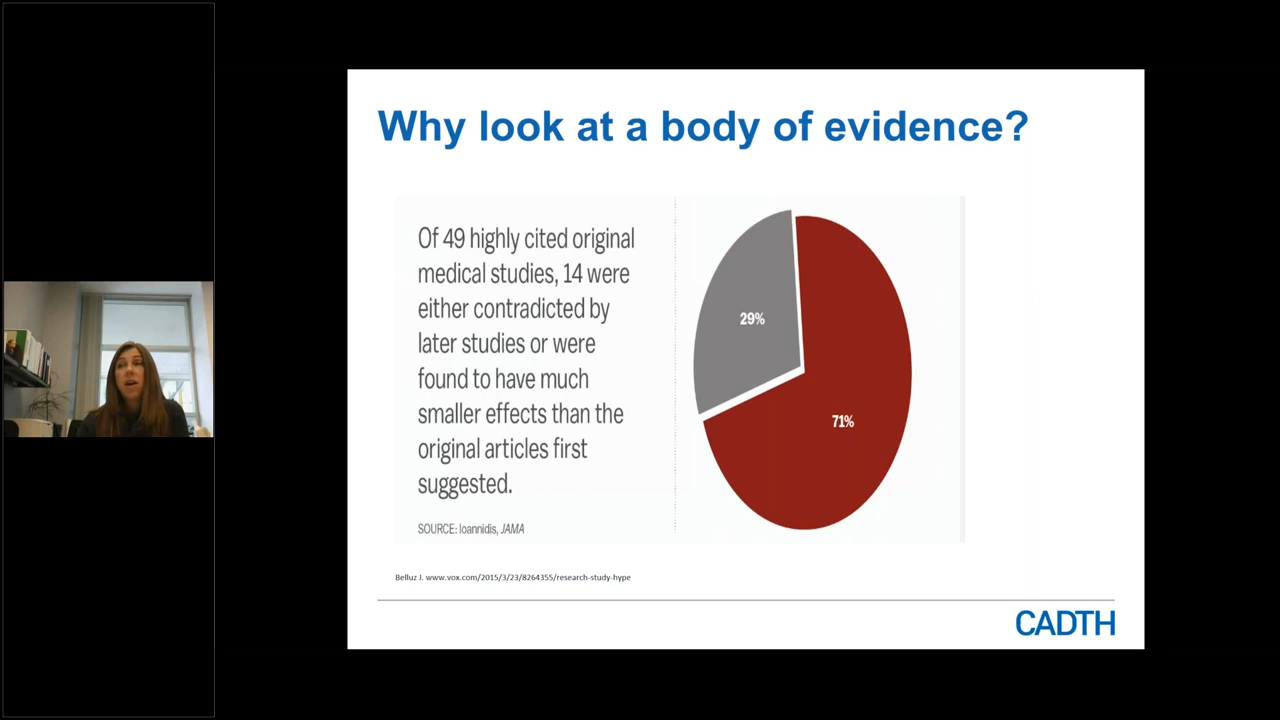 Why look at a body of evidence?
Of 49 highly cited original
medical studies, 14 were
either contradicted by
later studies or were
found to have much
smaller effects than the
original articles first
suggested.
SOURCE: Ioannidis, JAMA
29%
71%
Belluz J. www.vox.com/2015/3/23/8264355/research-study-hype
CADTH